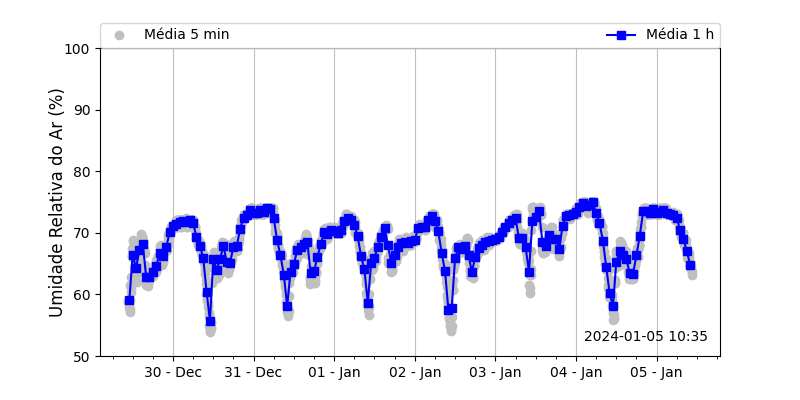 Média 5 min
Média 1 h
Umidade Relativa do Ar (%)
100
90
80
70
60
50
2024-01-05 10:35
30 - Dec
31 - Dec
01 - Jan
02 - Jan
03 - Jan
04 - Jan
05 - Jan